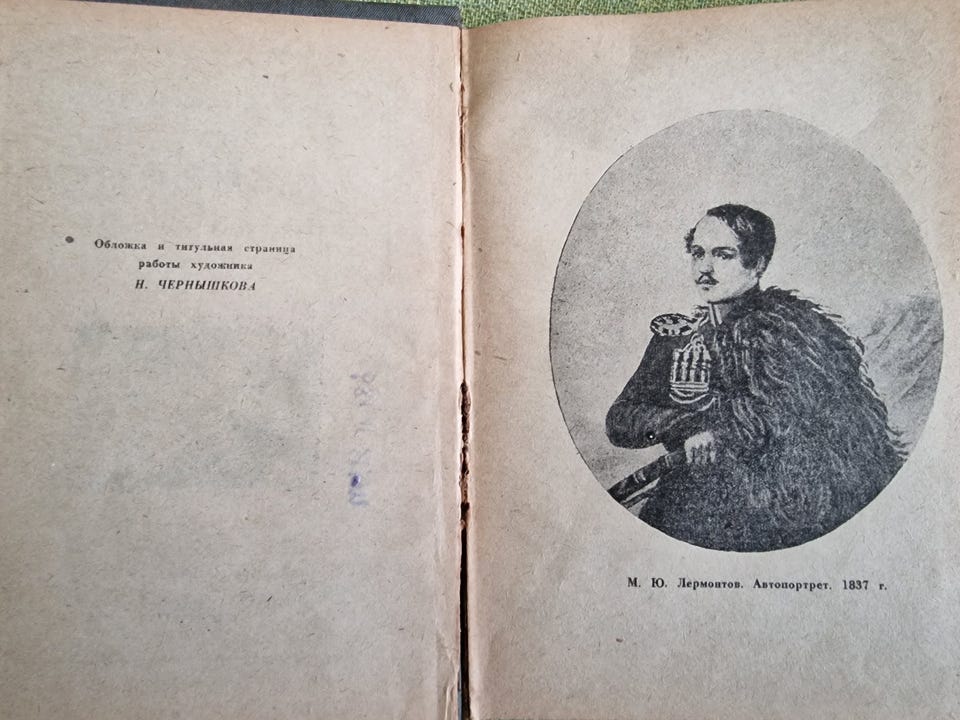 Обложка и титульная страница
работы художника
Н. ЧЕРНЫШКОВА
М. Ю. Лермонтов. Автопортрет. 1837 г.